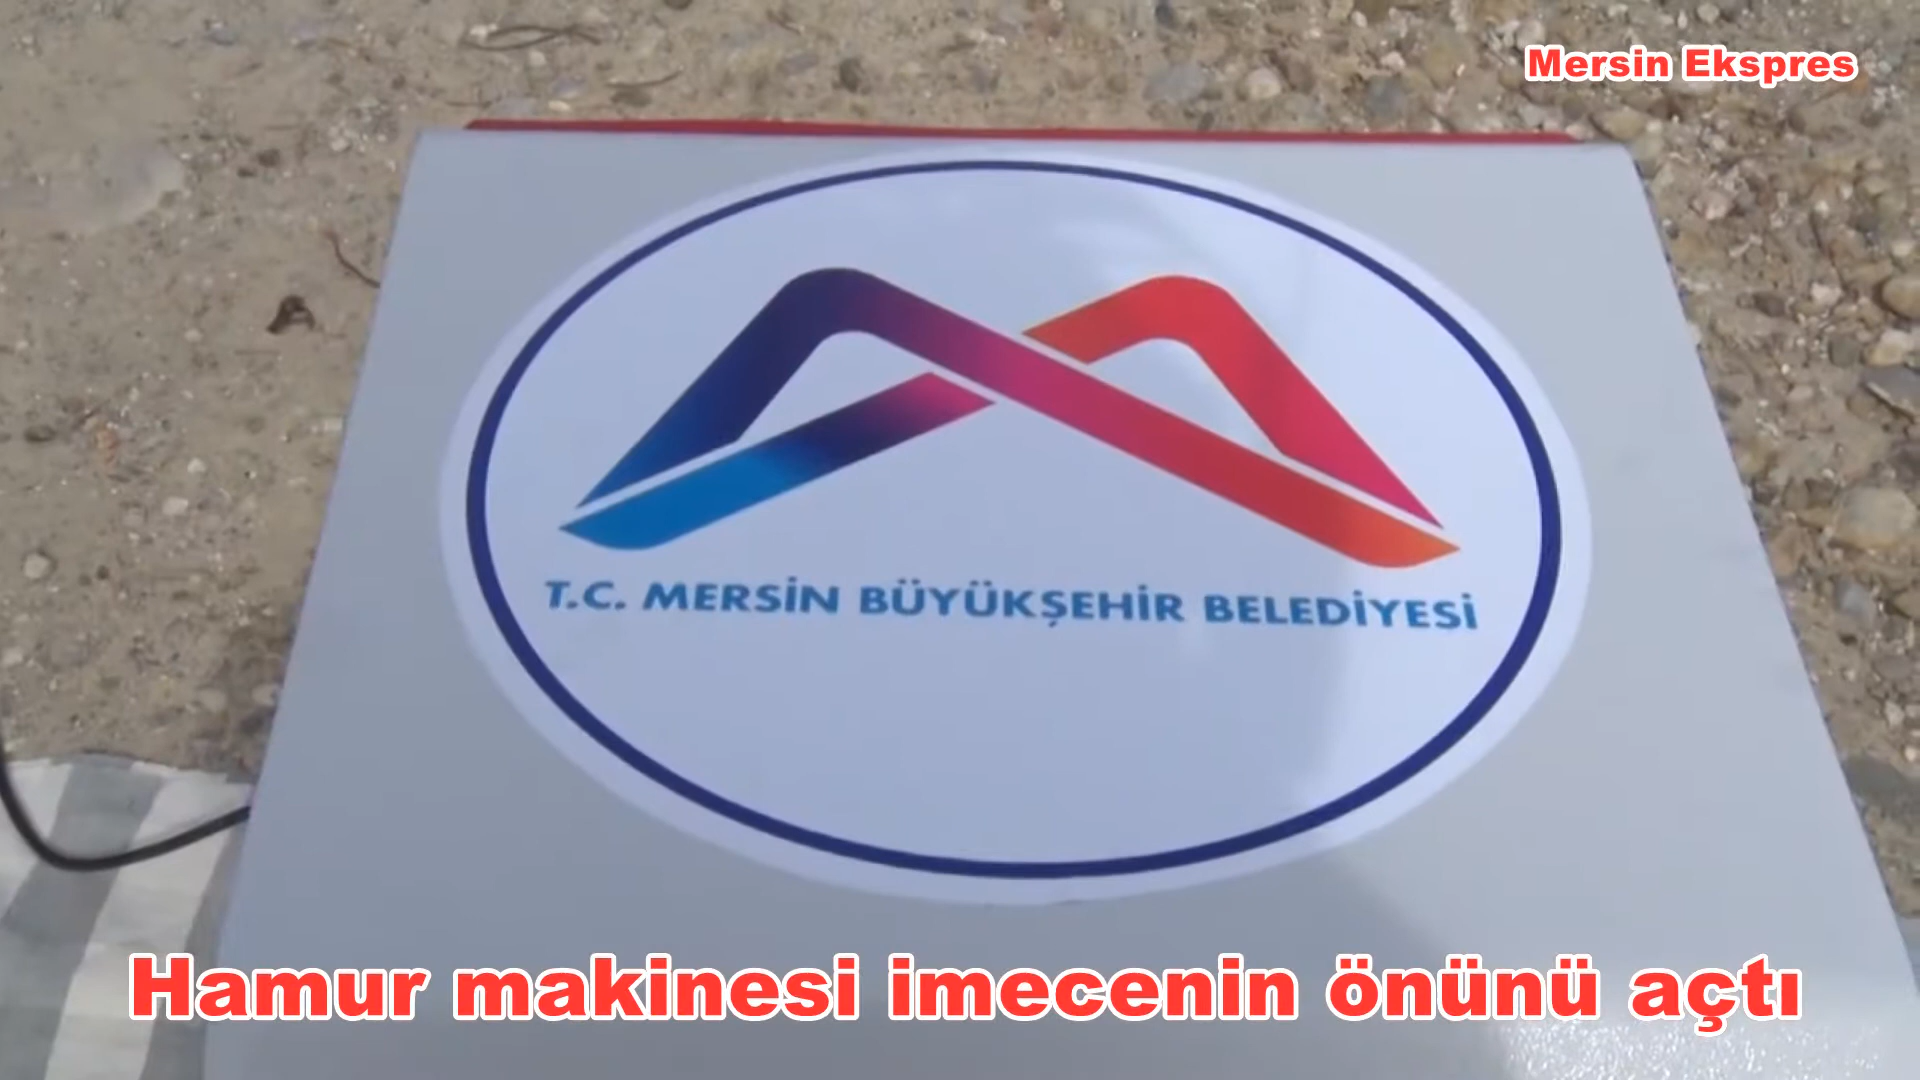 Mersin Ekspres
T.C. MERSİN BÜYÜKŞEHİR BELEDİYESİ
Hamur makinesi imecenin önünü açtı